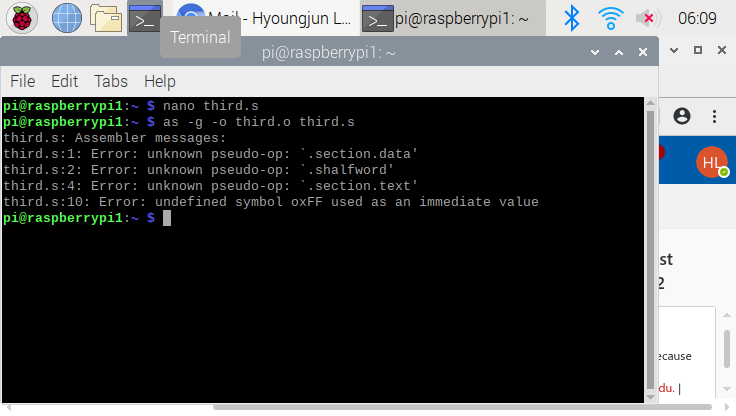 Mail - Hyoungjun L...
pi@raspberrypi1: ~
06:09
Terminal
pi@raspberrypi1: ~
File Edit Tabs Help
pi@raspberrypi1:~ $ nano third.s
pi@raspberrypi1:~ $ as -g -o third.o third.s
third.s: Assembler messages:
third.s:1: Error: unknown pseudo-op: `.section.data'
third.s:2: Error: unknown pseudo-op: `.shalfword'
third.s:4: Error: unknown pseudo-op: `.section.text'
third.s:10: Error: undefined symbol oxFF used as an immediate value
pi@raspberrypi1:~ $
HL
st
2
ecause
du. |